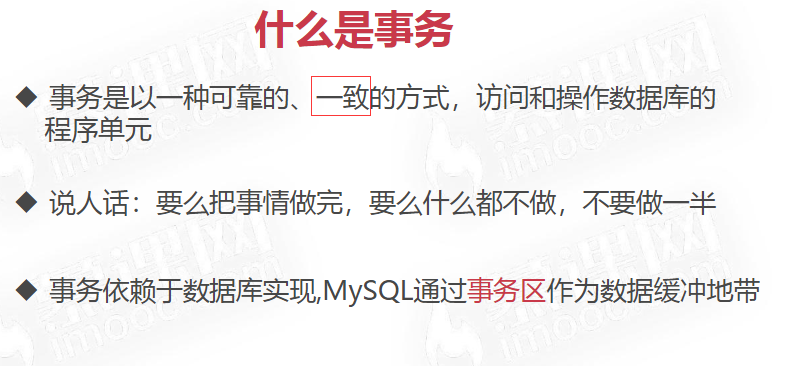 什么是事务
◆ 事务是以一种可靠的、一致的方式，访问和操作数据库的
程序单元
◆ 说人话：要么把事情做完，要么什么都不做，不要做一半
◆ 事务依赖于数据库实现,MySQL通过事务区作为数据缓冲地带